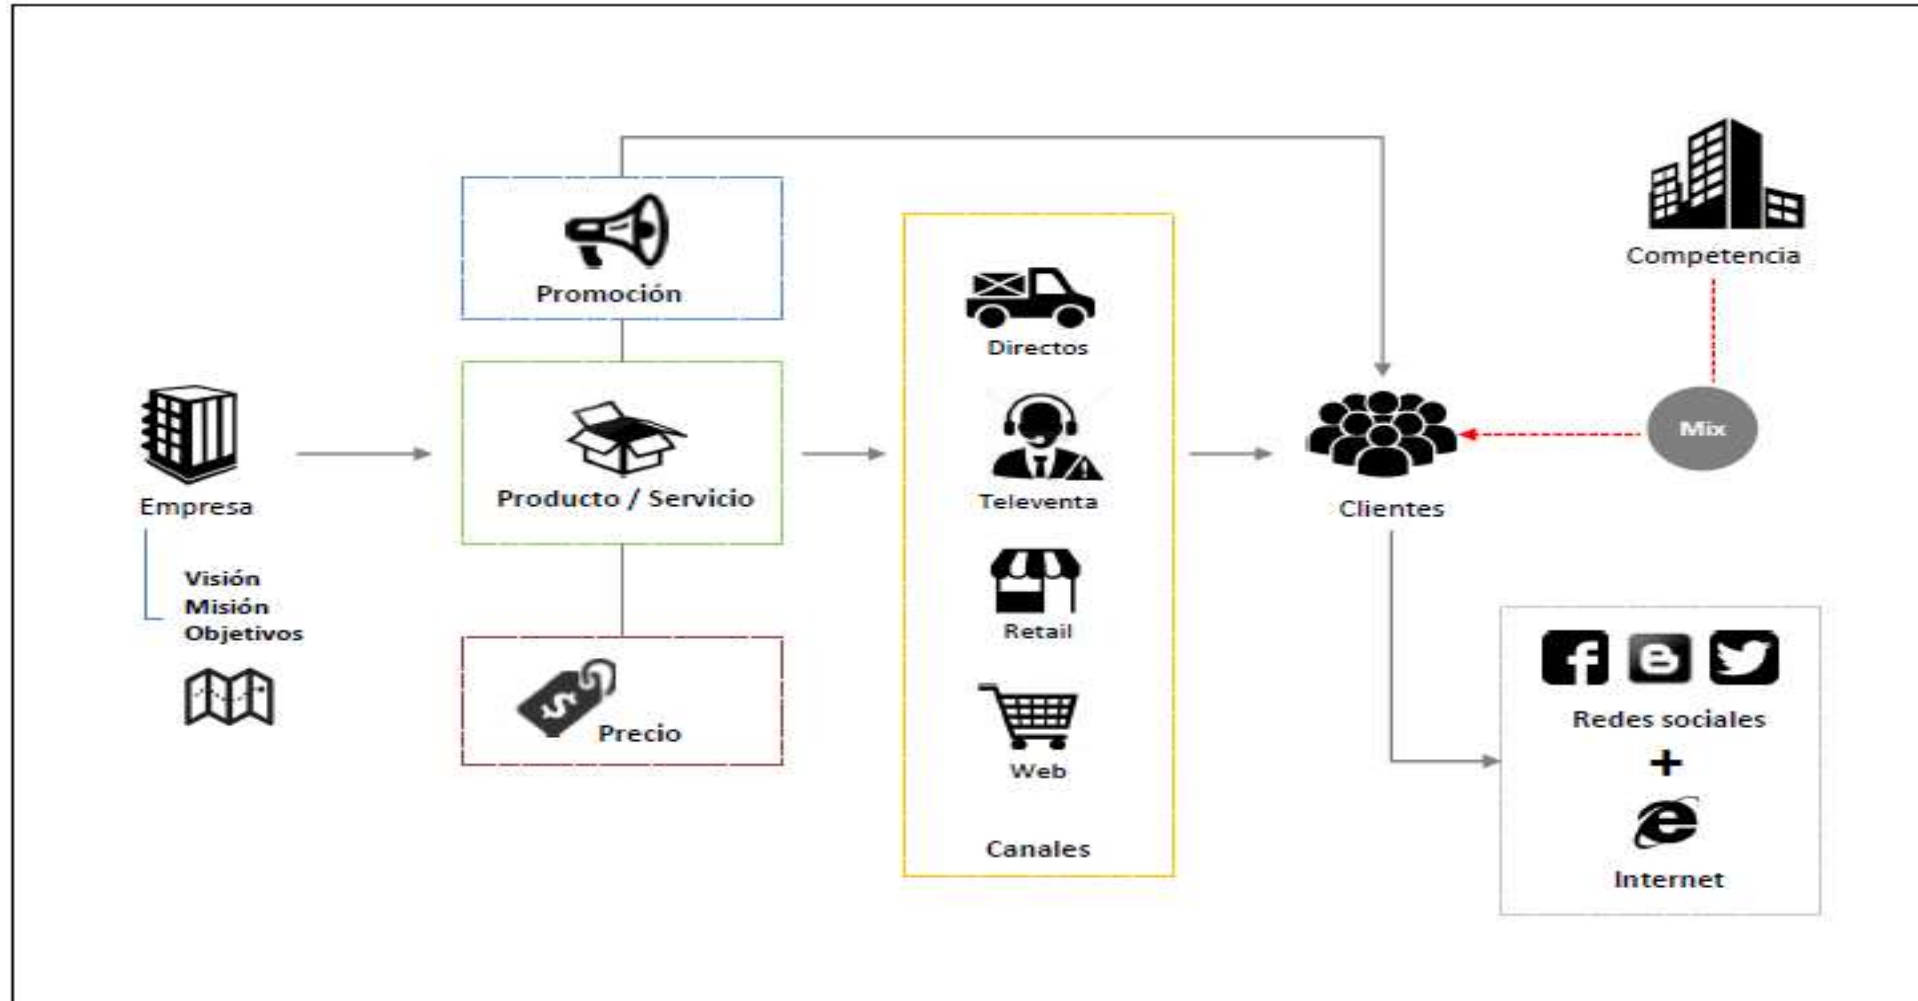 Promoción
Competencia
Directos
Mix
Producto / Servicio
Televenta
Empresa
Clientes
Visión
Misión
Objetivos
Retail
Redes sociales
+
Precio
Web
Canales
Internet